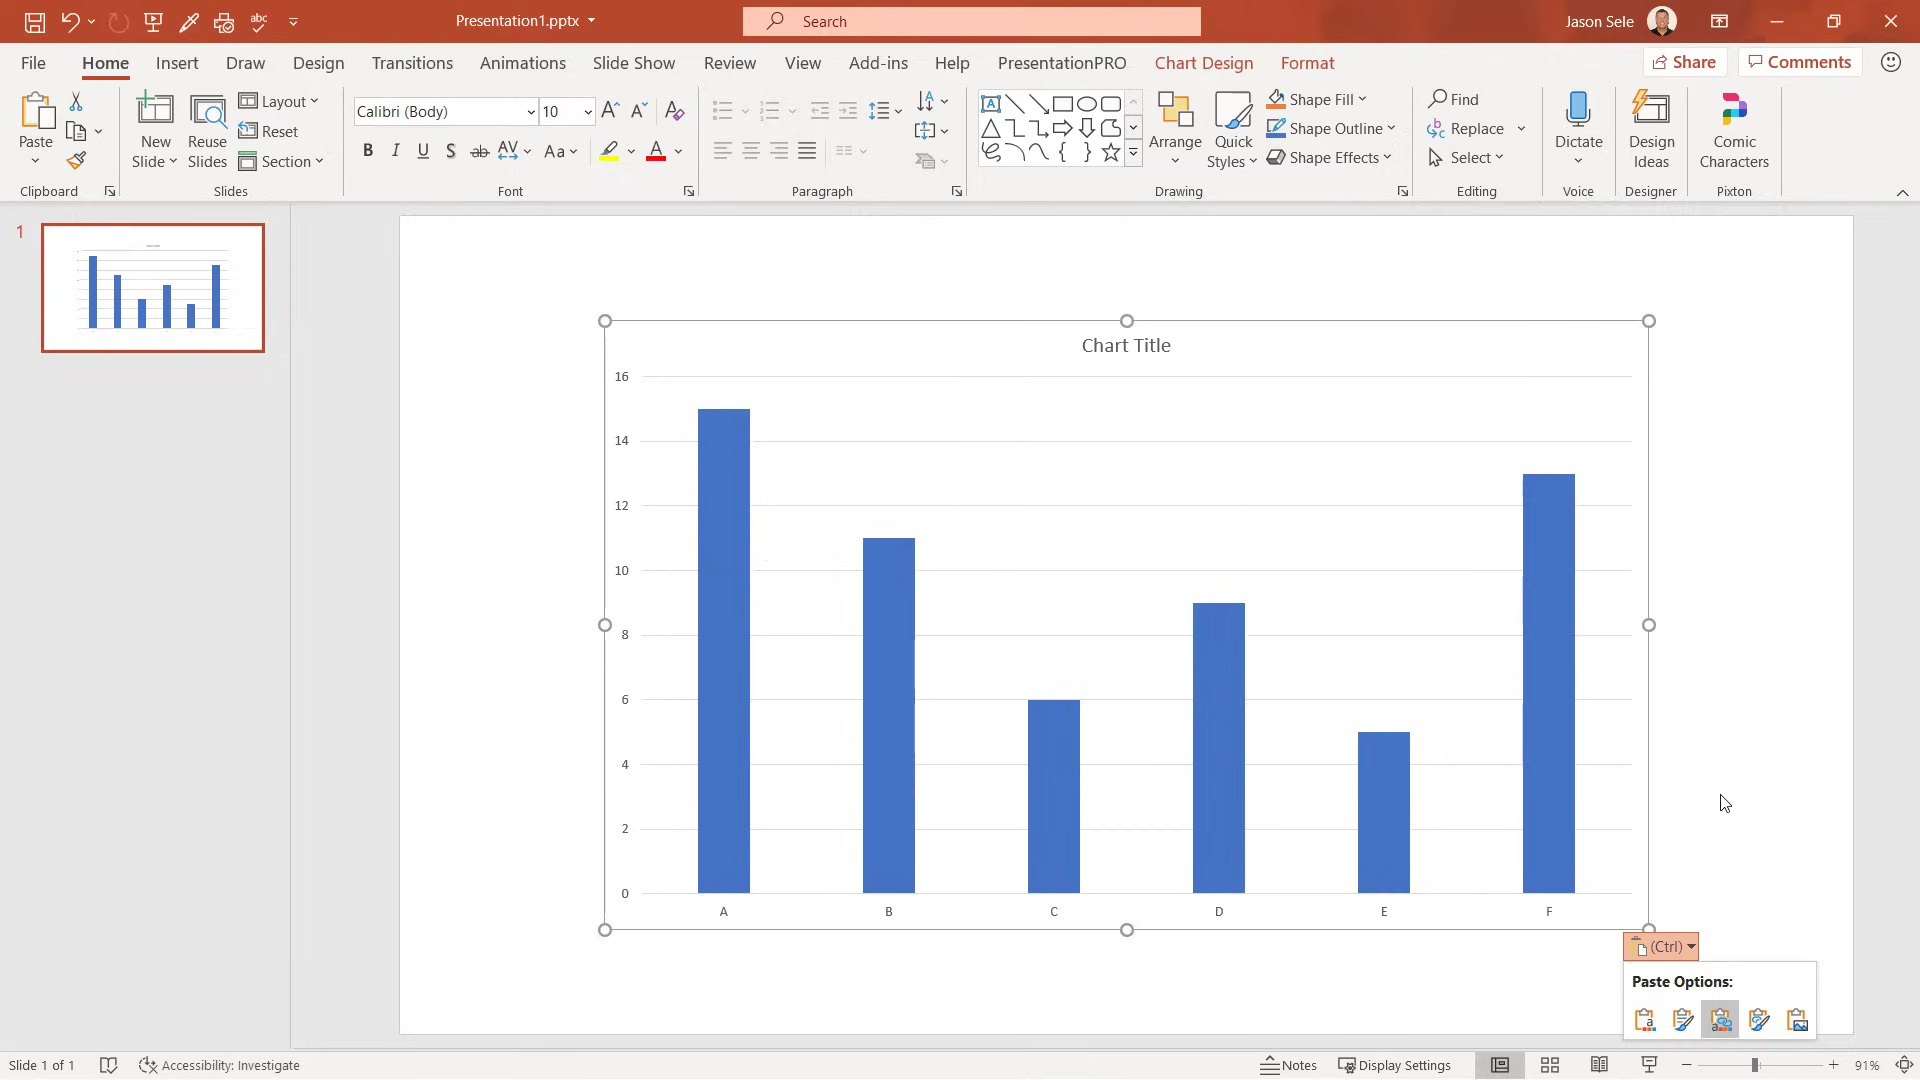 abc
Presentation1.pptx
Search
Jason Sele
File Home Insert Draw Design Transitions Animations Slide Show Review View Add-ins Help PresentationPRO Chart Design Format
Share Comments
Paste
New
Slide
Reuse
Slides
Layout
Reset
Section
Calibri (Body) 10
B I U S ab AV Aa A
Arrange
Quick
Styles
Shape Fill
Shape Outline
Shape Effects
Find
Replace
Select
Dictate
Design
Ideas
Comic
Characters
Clipboard Slides Font Paragraph Drawing Editing Voice Designer Pixton
1
Chart Title
16
14
12
10
8
6
4
2
0
A B C D E F
(Ctrl)
Paste Options:
Slide 1 of 1 Accessibility: Investigate Notes Display Settings 91%